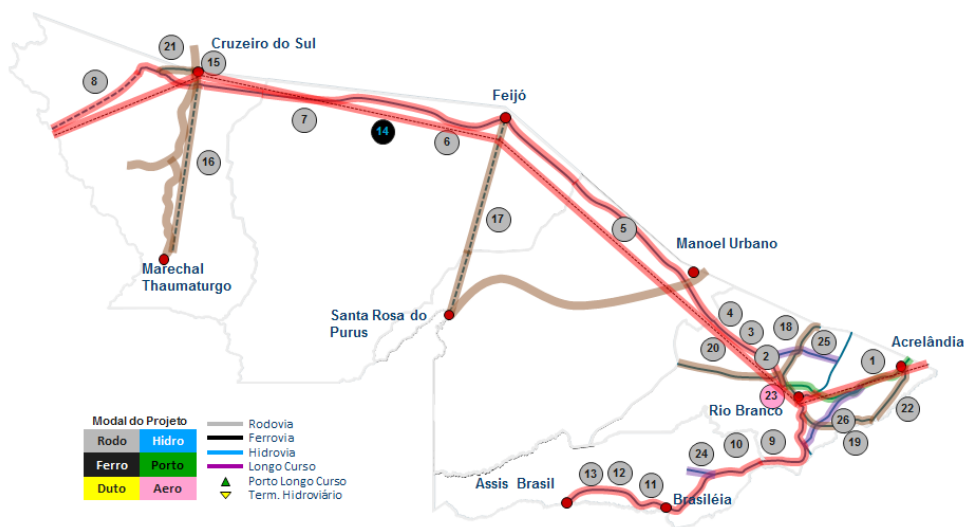 21
Cruzeiro do Sul
15
8
Feijó
7
14
6
16
17
5
Manoel Urbano
Marechal
Thaumaturgo
Santa Rosa do
Purus
4
3
18
25
20
2
1
Acrelândia
23
Rio Branco
22
26
19
10
9
24
Assis Brasil
13
12
11
Brasiléia
Modal do Projeto
Rodo Hidro
Ferro Porto
Duto Aero
Rodovia
Ferrovia
Hidrovia
Longo Curso
Porto Longo Curso
Term. Hidroviário